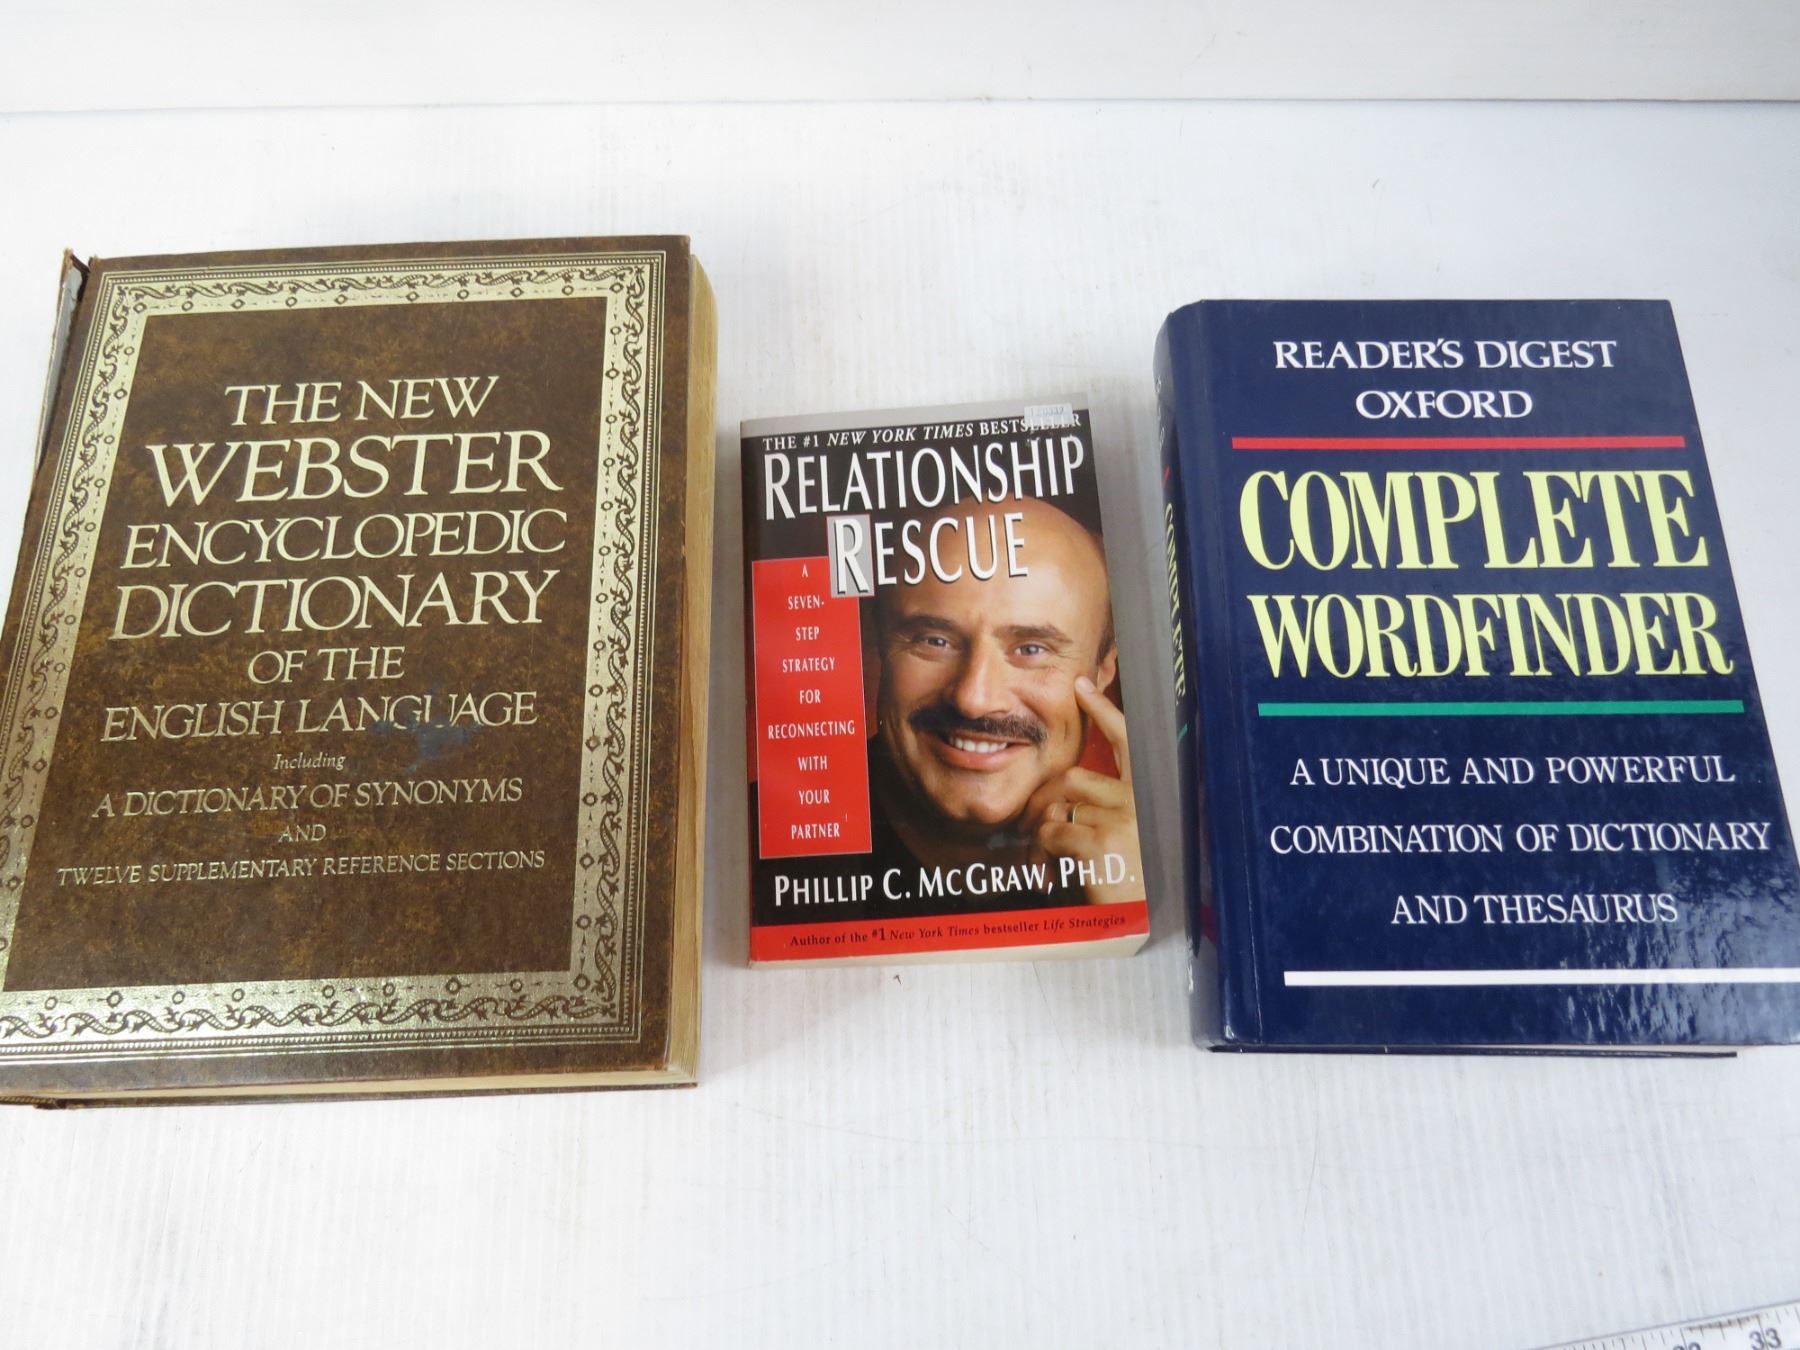 THE NEW
WEBSTER
ENCYCLOPEDIC
DICTIONARY
OF THE
ENGLISH LANGUAGE
Including
A DICTIONARY OF SYNONYMS
AND
TWELVE SUPPLEMENTARY REFERENCE SECTIONS
THE #1 NEW YORK TIMES BESTSELLER
RELATIONSHIP
RESCUE
A
SEVEN-
STEP
STRATEGY
FOR
RECONNECTING
WITH
YOUR
PARTNER
PHILLIP C. MCGRAW, PH.D.
Author of the #1 New York Times bestseller Life Strategies
READER'S DIGEST
OXFORD
COMPLETE
WORDFINDER
A UNIQUE AND POWERFUL
COMBINATION OF DICTIONARY
AND THESAURUS
COMPLETE
33